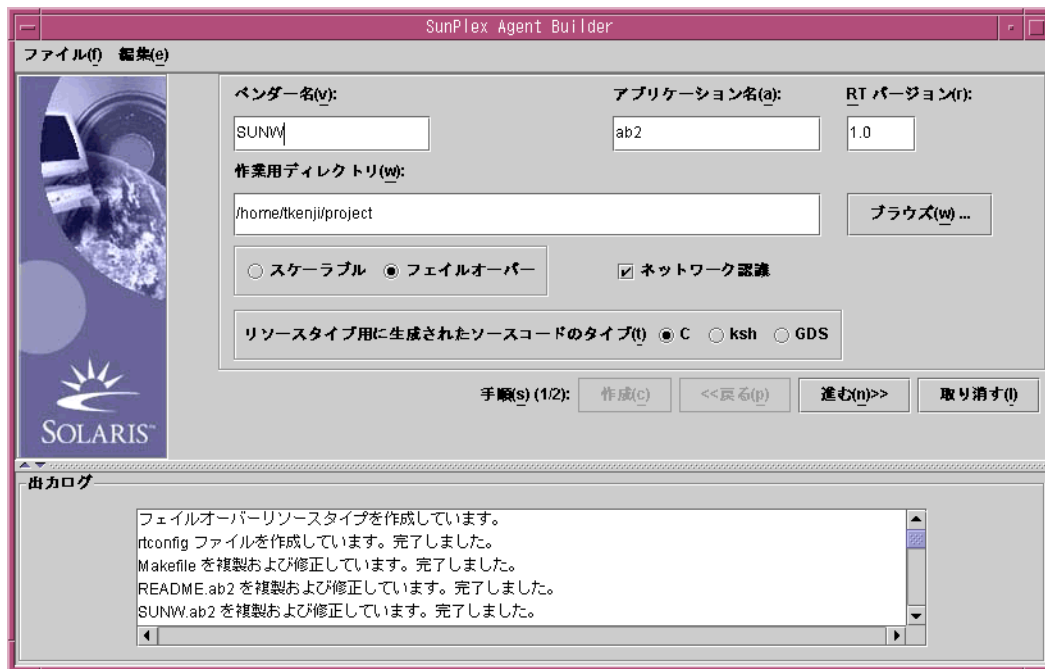 SunPlex Agent Builder
ファイル(f) 編集(e)
ベンダー名(v): アプリケーション名(a): RT バージョン(r):
SUNW ab2 1.0
作業用ディレクトリ(w):
/home/tkenji/project ブラウズ(w) ...
スケーラブル フェイルオーバー ネットワーク認識
リソースタイプ用に生成されたソースコードのタイプ(t) C ksh GDS
手順(s) (1/2): 作成(c) <<戻る(p) 進む(n)>> 取り消す(l)
SOLARIS™
出力ログ
フェイルオーバーリソースタイプを作成しています。
rtconfig ファイルを作成しています。完了しました。
Makefile を複製および修正しています。完了しました。
README.ab2 を複製および修正しています。完了しました。
SUNW.ab2 を複製および修正しています。完了しました。